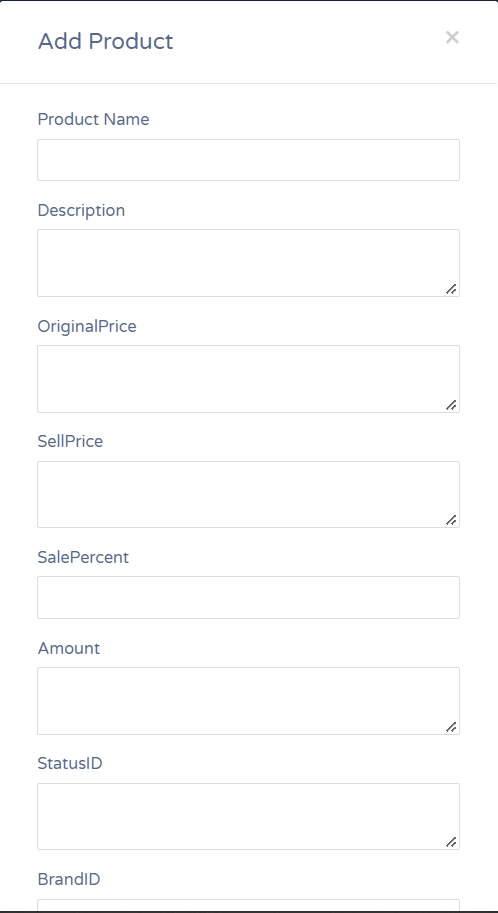 Add Product
×
Product Name
Description
OriginalPrice
SellPrice
SalePercent
Amount
StatusID
BrandID